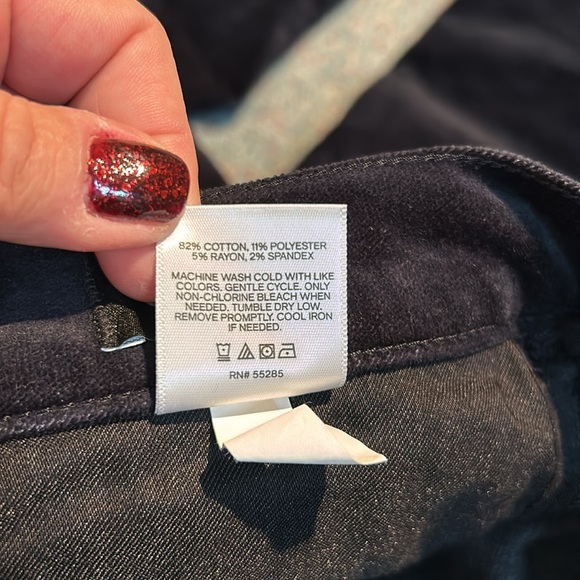 82% COTTON, 11% POLYESTER
5% RAYON, 2% SPANDEX
MACHINE WASH COLD WITH LIKE
COLORS. GENTLE CYCLE. ONLY
NON-CHLORINE BLEACH WHEN
NEEDED. TUMBLE DRY LOW.
REMOVE PROMPTLY. COOL IRON
IF NEEDED.
RN# 55285